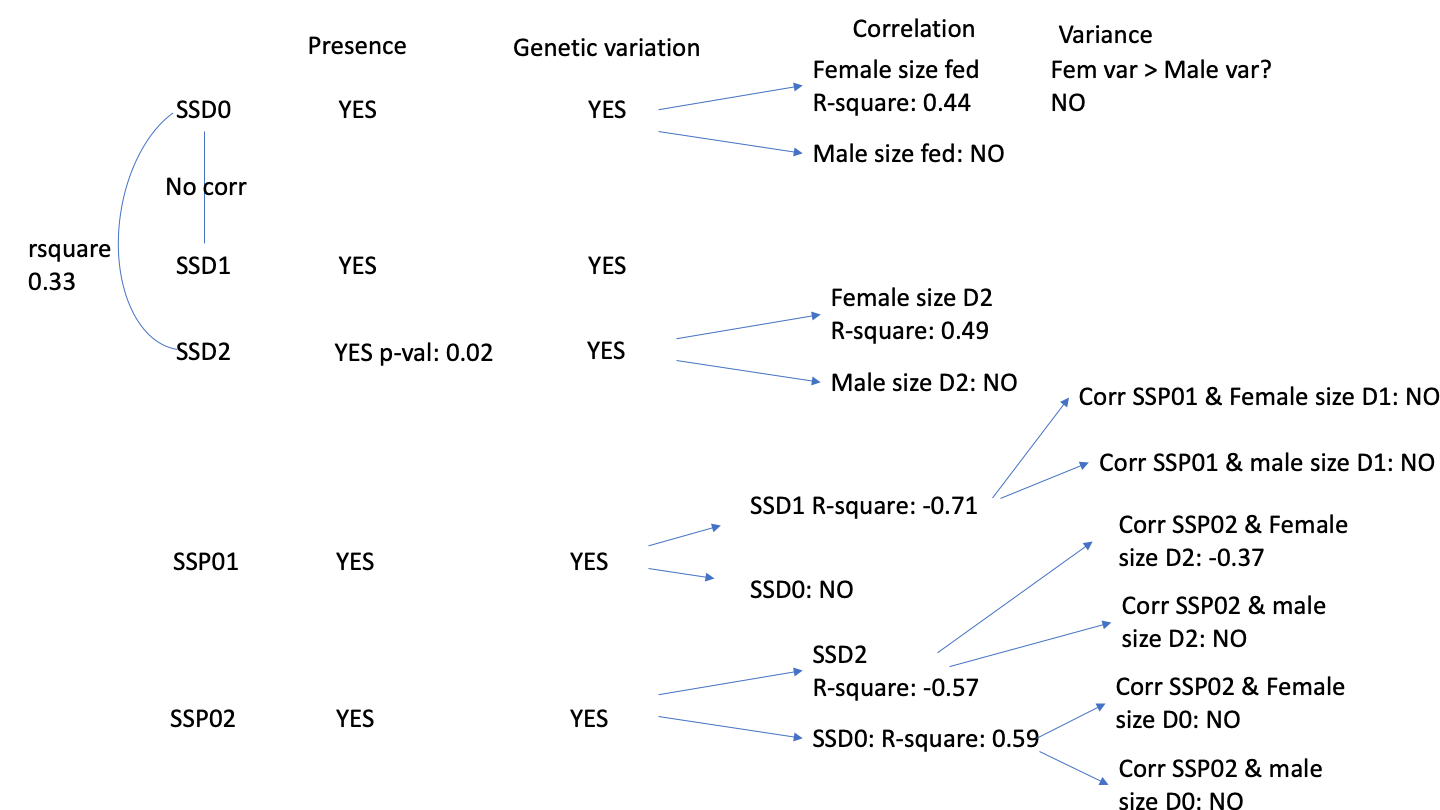 Presence
Genetic variation
Correlation
Variance
SSD0
YES
YES
Female size fed
R-square: 0.44
Fem var > Male var?
NO
Male size fed: NO
No corr
rsquare
0.33
SSD1
YES
YES
SSD2
YES p-val: 0.02
YES
Female size D2
R-square: 0.49
Male size D2: NO
SSP01
YES
YES
SSD1 R-square: -0.71
Corr SSP01 & Female size D1: NO
Corr SSP01 & male size D1: NO
SSD0: NO
SSP02
YES
YES
SSD2
R-square: -0.57
Corr SSP02 & Female
size D2: -0.37
Corr SSP02 & male
size D2: NO
SSD0: R-square: 0.59
Corr SSP02 & Female
size D0: NO
Corr SSP02 & male
size D0: NO